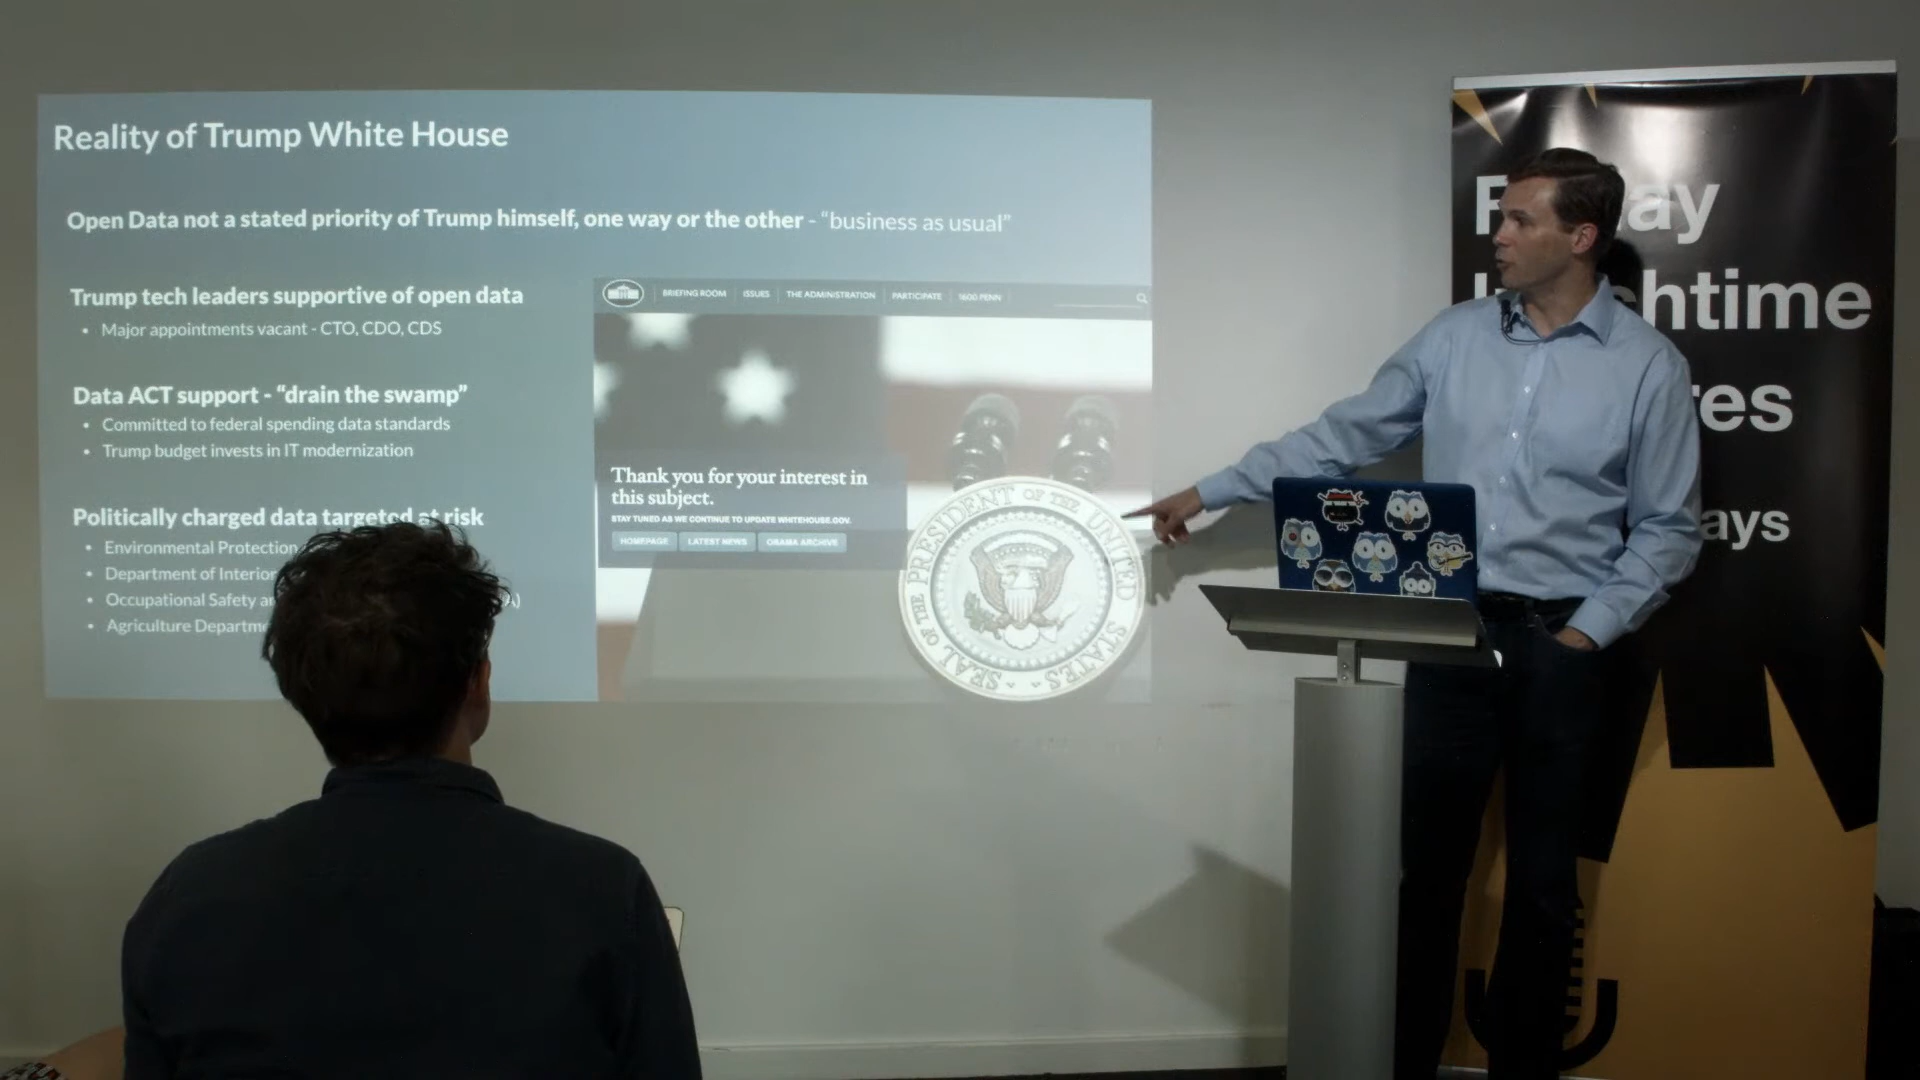 Reality of Trump White House
Open Data not a stated priority of Trump himself, one way or the other - “business as usual”
Trump tech leaders supportive of open data
• Major appointments vacant - CTO, CDO, CDS
Data ACT support - “drain the swamp”
• Committed to federal spending data standards
• Trump budget invests in IT modernization
Politically charged data targeted at risk
• Environmental Protection
• Department of Interior
• Occupational Safety
• Agriculture
BRIEFING ROOM ISSUES THE ADMINISTRATION PARTICIPATE 1600 PENN
Thank you for your interest in
this subject.
STAY TUNED AS WE CONTINUE TO UPDATE WHITEHOUSE.GOV.
HOMEPAGE LATEST NEWS OBAMA ARCHIVE
SEAL OF THE PRESIDENT OF THE UNITED STATES